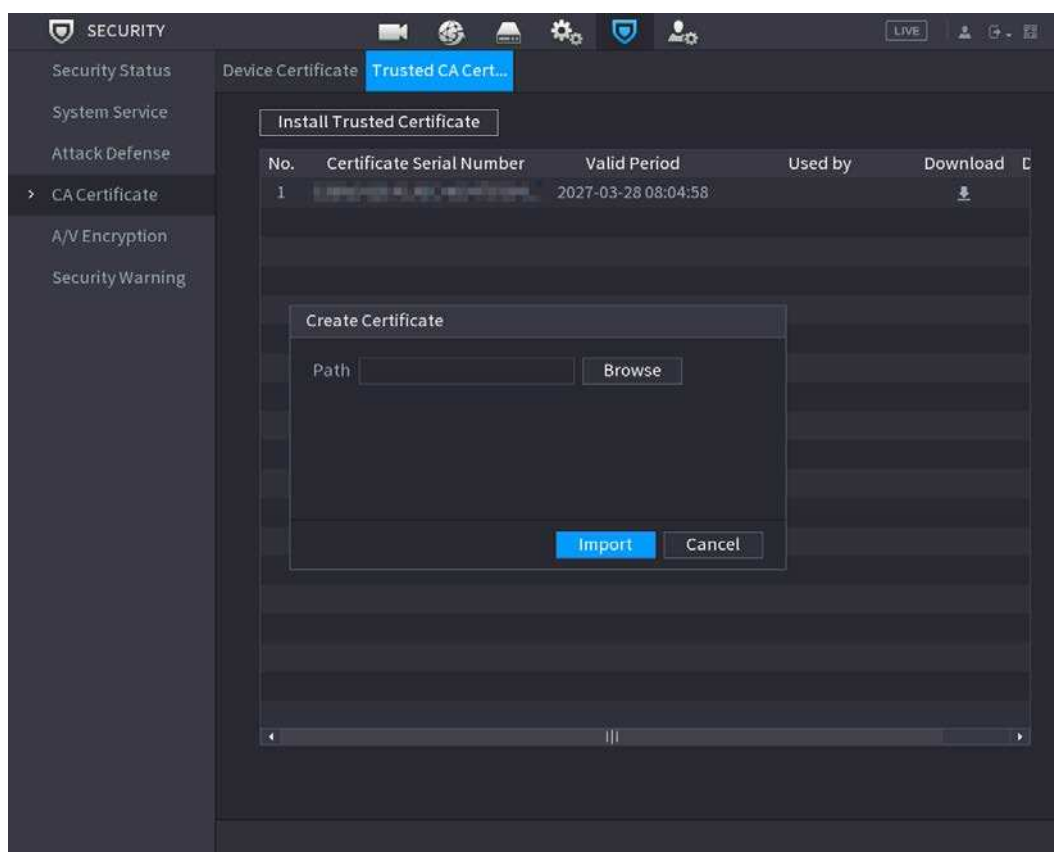 SECURITY
LIVE
Security Status
System Service
Attack Defense
CA Certificate
A/V Encryption
Security Warning
Device Certificate Trusted CA Cert...
Install Trusted Certificate
No. Certificate Serial Number Valid Period Used by Download D
1 2027-03-28 08:04:58
Create Certificate
Path Browse
Import Cancel